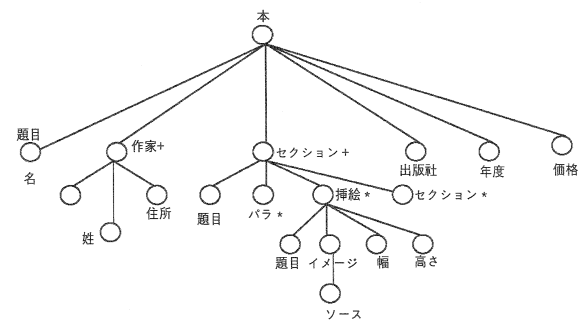 本
題目
作家+
セクション+
出版社
年度
価格
名
姓
住所
題目
パラ*
挿絵*
セクション*
題目
イメージ
幅
高さ
ソース